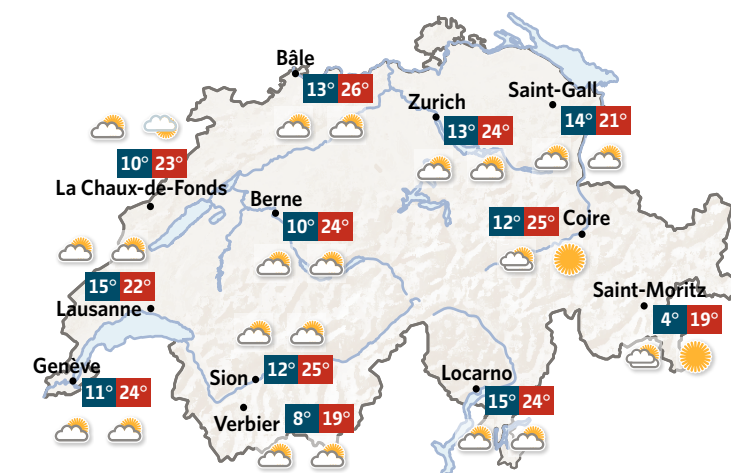 Bâle
13° 26°
Zurich
13° 24°
Saint-Gall
14° 21°
10° 23°
La Chaux-de-Fonds
Berne
10° 24°
12° 25° Coire
15° 22°
Lausanne
Saint-Moritz
4° 19°
Genève
11° 24°
Sion 12° 25°
Verbier 8° 19°
Locarno
15° 24°